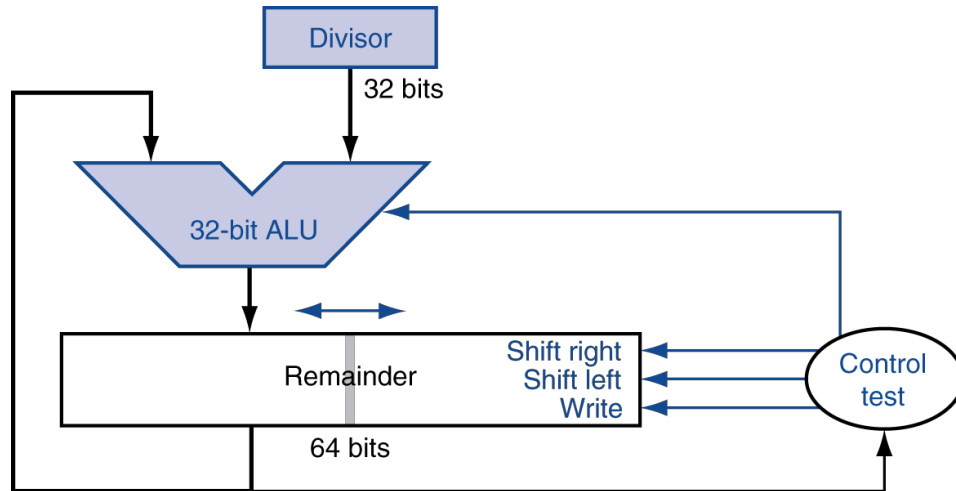 Divisor
32 bits
32-bit ALU
Remainder
Shift right
Shift left
Write
Control
test
64 bits